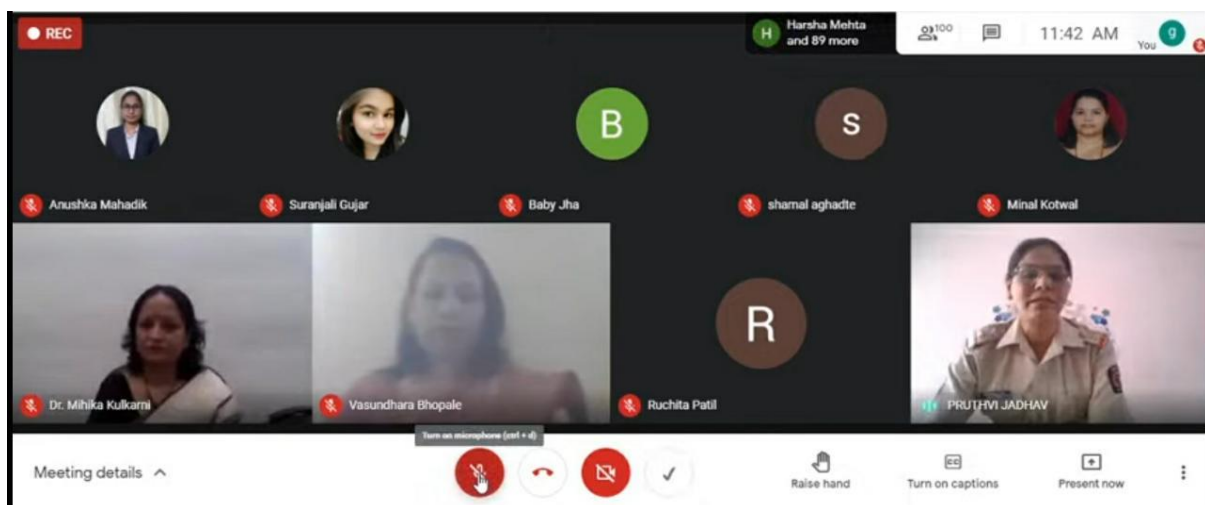 REC
H
Harsha Mehta
and 89 more
100
11:42 AM
You
g
B
s
Anushka Mahadik
Suranjali Gujar
Baby Jha
shamal aghadte
Minal Kotwal
R
Dr. Mihika Kulkarni
Vasundhara Bhopale
Ruchita Patil
PRUTHVI JADHAV
Turn on microphone (ctrl + d)
Meeting details
Raise hand
CC
Turn on captions
Present now